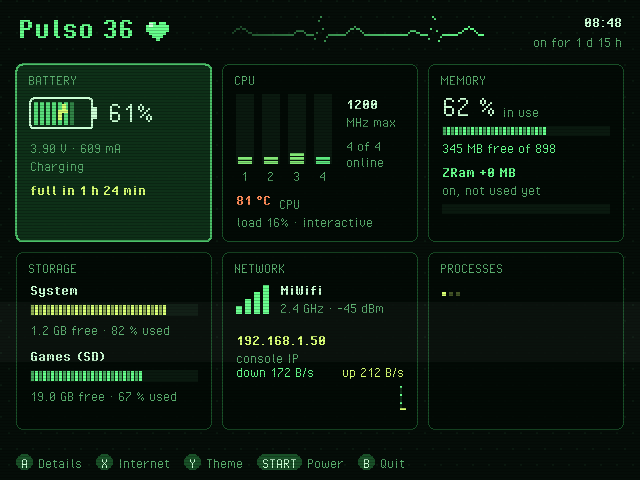 Pulso 36
08:48
on for 1 d 15 h
BATTERY
61%
3.90 V · 609 mA
Charging
full in 1 h 24 min
CPU
1200
MHz max
4 of 4
online
1 2 3 4
81 °C CPU
load 16% · interactive
MEMORY
62 % in use
345 MB free of 898
ZRam +0 MB
on, not used yet
STORAGE
System
1.2 GB free · 82 % used
Games (SD)
19.0 GB free · 67 % used
NETWORK
MiWifi
2.4 GHz · -45 dBm
192.168.1.50
console IP
down 172 B/s up 212 B/s
PROCESSES
A Details X Internet Y Theme START Power B Quit